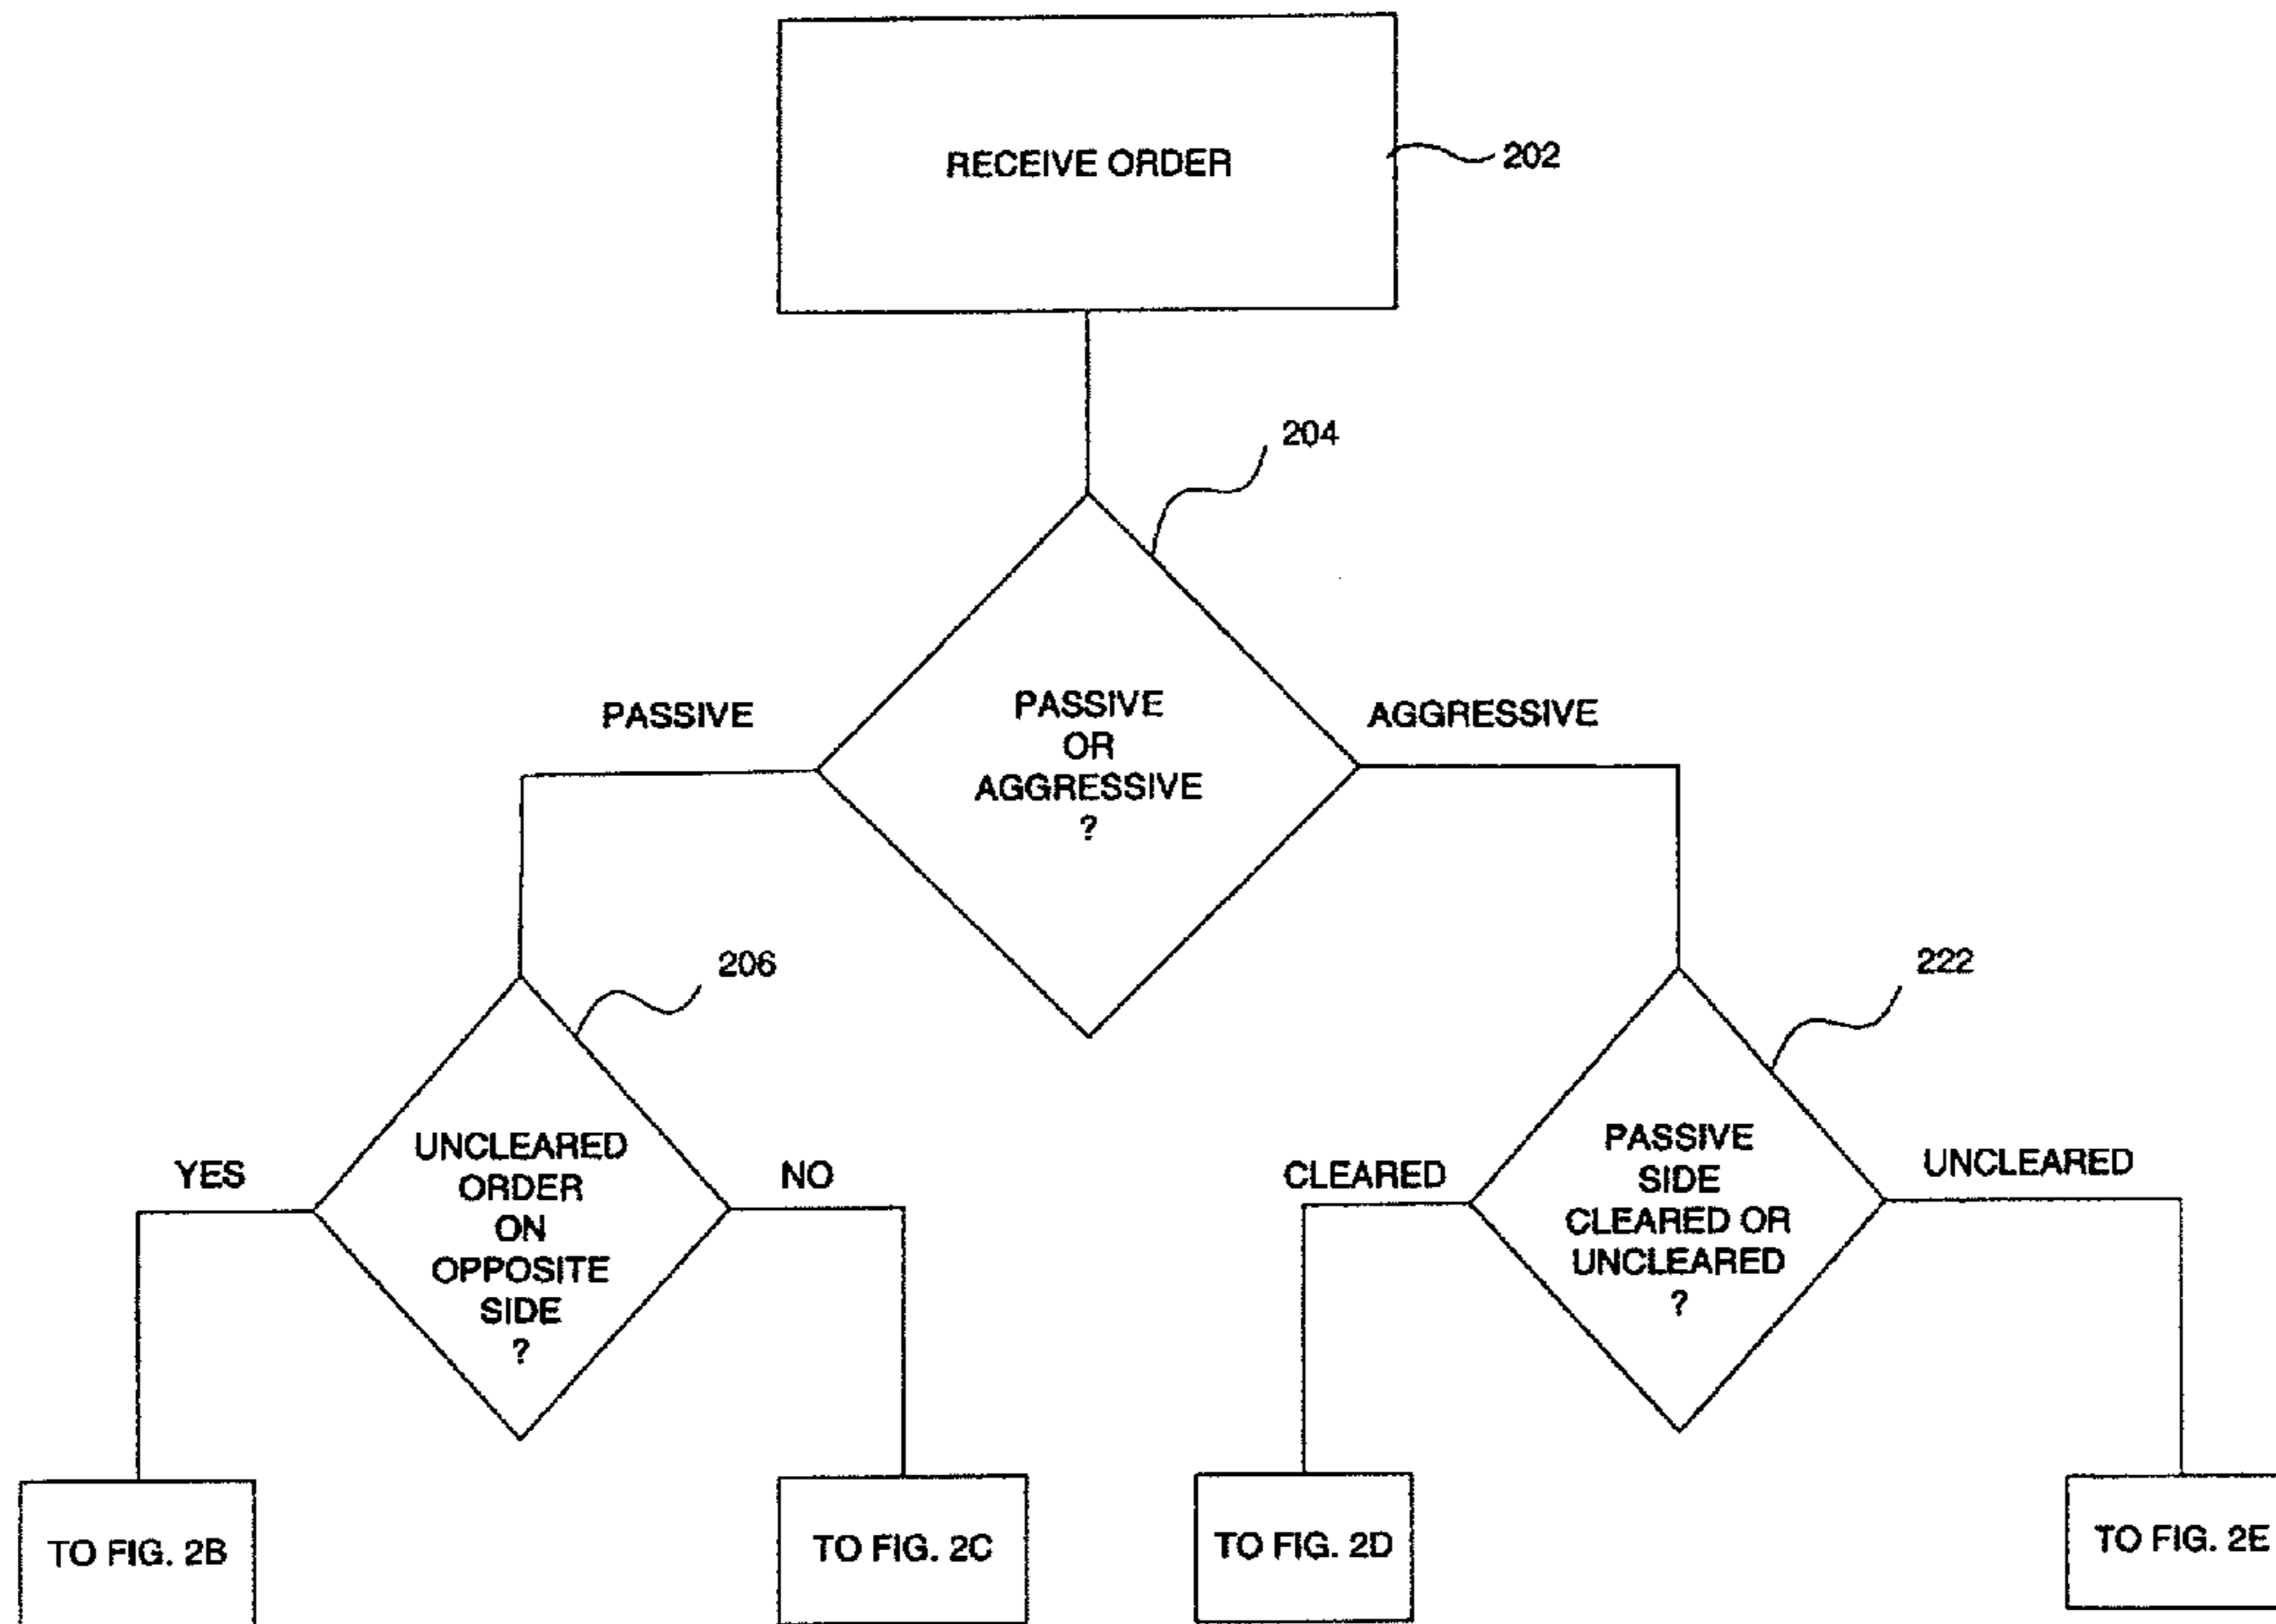 RECEIVE ORDER
202
204
PASSIVE
PASSIVE
OR
AGGRESSIVE
?
AGGRESSIVE
206
222
YES
UNCLEARED
ORDER
ON
OPPOSITE
SIDE
?
NO
CLEARED
PASSIVE
SIDE
CLEARED OR
UNCLEARED
?
UNCLEARED
TO FIG. 2B
TO FIG. 2C
TO FIG. 2D
TO FIG. 2E